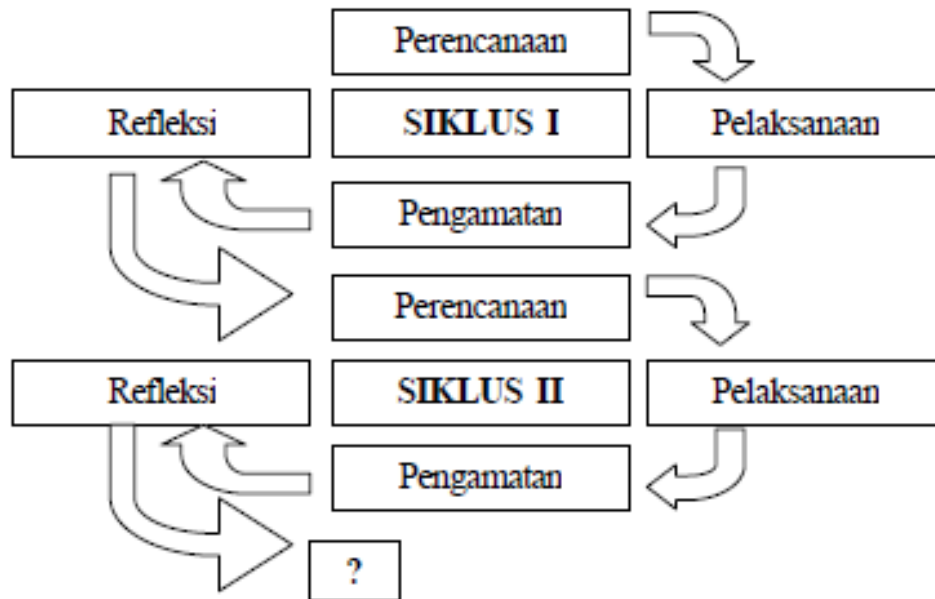 Perencanaan
Refleksi
SIKLUS I
Pelaksanaan
Pengamatan
Perencanaan
Refleksi
SIKLUS II
Pelaksanaan
Pengamatan
?